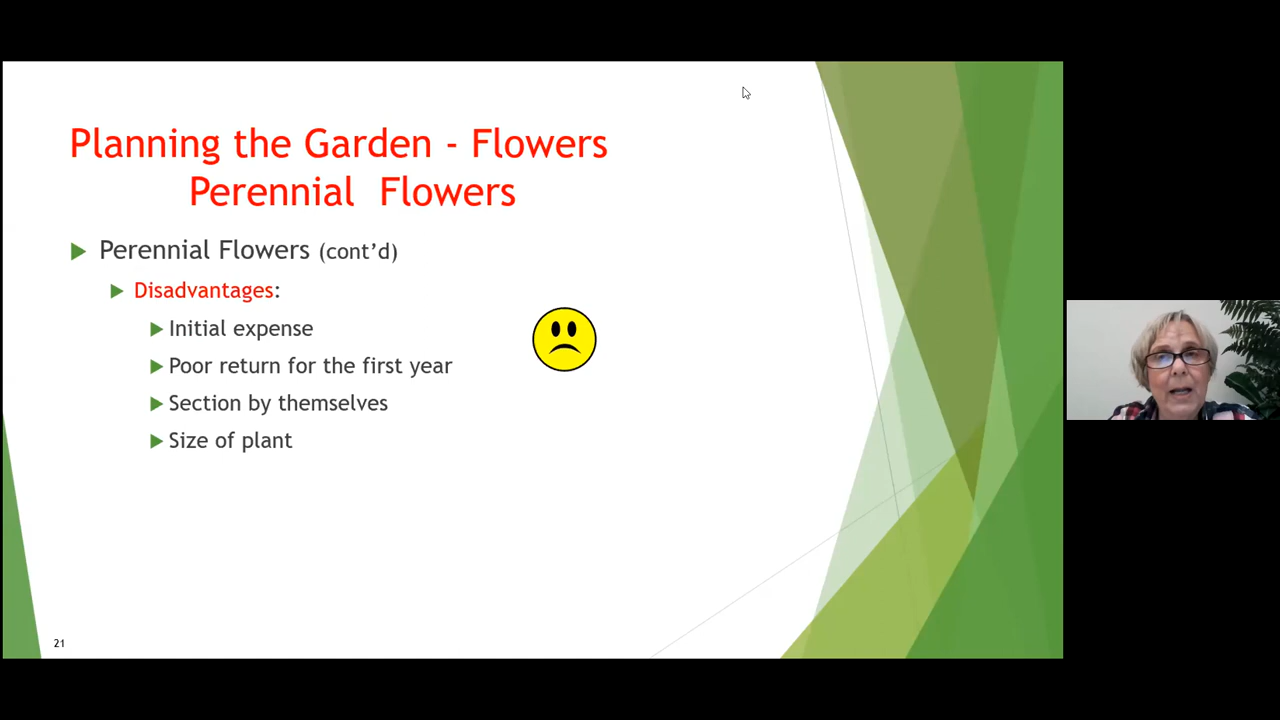 Planning the Garden - Flowers
Perennial Flowers
Perennial Flowers (cont’d)
Disadvantages:
Initial expense
Poor return for the first year
Section by themselves
Size of plant
21